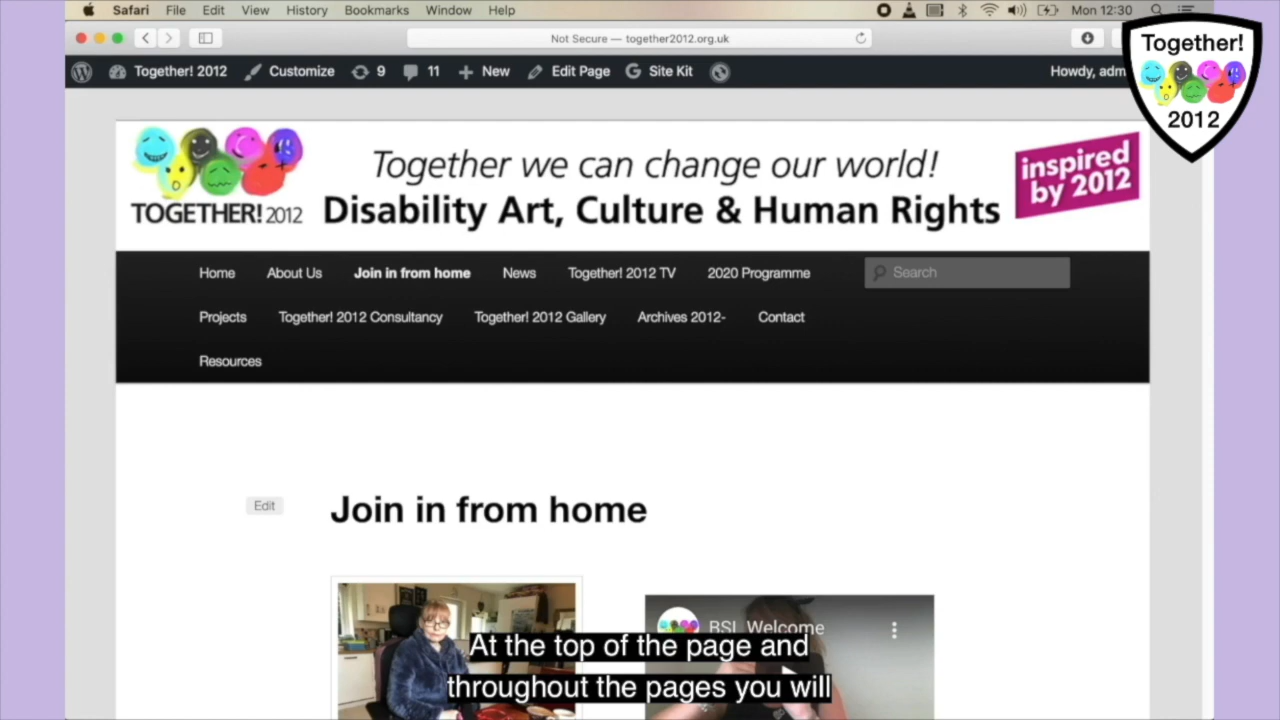 Safari File Edit View History Bookmarks Window Help Mon 12:30
Not Secure — together2012.org.uk
Together! 2012 Customize 9 11 New Edit Page Site Kit Howdy, adm
Together!
2012
TOGETHER! 2012
Together we can change our world!
Disability Art, Culture & Human Rights
inspired
by 2012
Home About Us Join in from home News Together! 2012 TV 2020 Programme Search
Projects Together! 2012 Consultancy Together! 2012 Gallery Archives 2012- Contact
Resources
Edit
Join in from home
BSL Welcome
At the top of the page and
throughout the pages you will